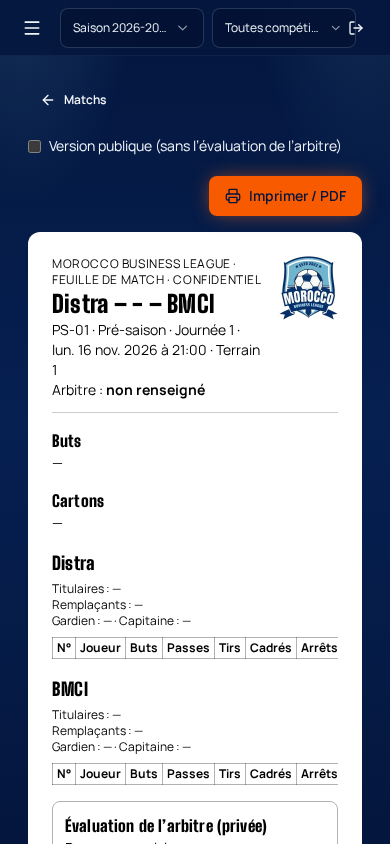 Saison 2026-20...
Toutes compéti...
Matchs
Version publique (sans l'évaluation de l'arbitre)
Imprimer / PDF
MOROCCO BUSINESS LEAGUE ·
FEUILLE DE MATCH · CONFIDENTIEL
Distra – – – BMCI
MOROCCO
BUSINESS LEAGUE
PS-01 · Pré-saison · Journée 1 ·
lun. 16 nov. 2026 à 21:00 · Terrain
1
Arbitre : non renseigné
Buts
—
Cartons
—
Distra
Titulaires : —
Remplaçants : —
Gardien : — · Capitaine : —
N° Joueur Buts Passes Tirs Cadrés Arrêts
BMCI
Titulaires : —
Remplaçants : —
Gardien : — · Capitaine : —
N° Joueur Buts Passes Tirs Cadrés Arrêts
Évaluation de l'arbitre (privée)